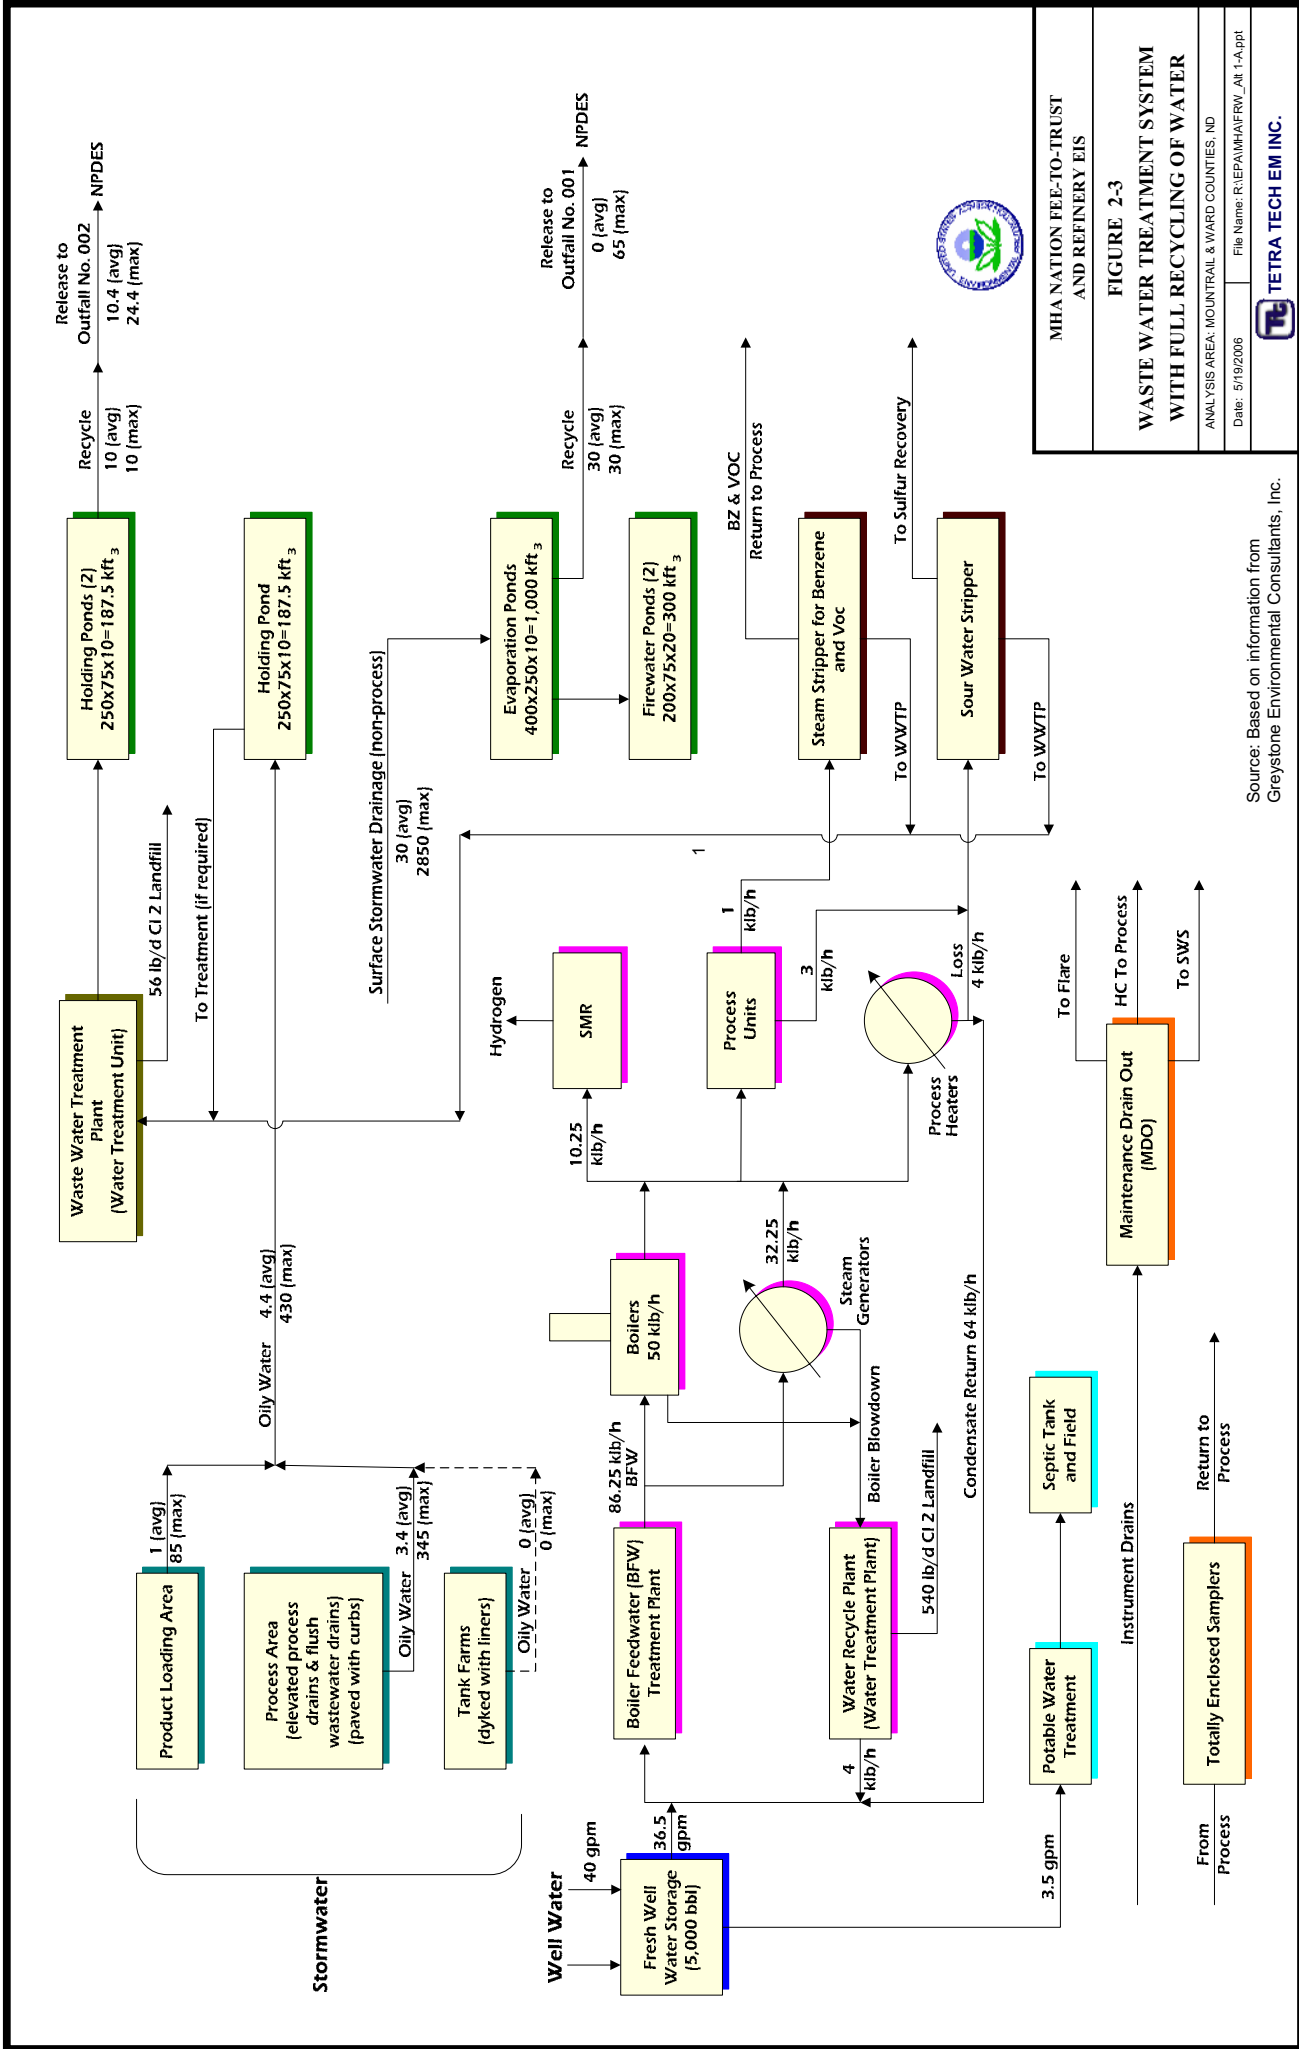 Stormwater
Product Loading Area
1 (avg)
85 (max)
Process Area
(elevated process
drains & flush
wastewater drains)
(paved with curbs)
Oily Water
3.4 (avg)
345 (max)
Tank Farms
(dyked with liners)
Oily Water
0 (avg)
0 (max)
Oily Water
4.4 (avg)
430 (max)
Waste Water Treatment
Plant
(Water Treatment Unit)
56 lb/d Cl 2 Landfill
To Treatment (if required)
Holding Ponds (2)
250x75x10=187.5 kft 3
Recycle
10 (avg)
10 (max)
Release to
Outfall No. 002
10.4 (avg)
24.4 (max)
NPDES
Holding Pond
250x75x10=187.5 kft 3
Surface Stormwater Drainage (non-process)
30 (avg)
2850 (max)
Evaporation Ponds
400x250x10=1,000 kft 3
Recycle
30 (avg)
30 (max)
Release to
Outfall No. 001
0 (avg)
65 (max)
NPDES
Firewater Ponds (2)
200x75x20=300 kft 3
Well Water
40 gpm
Fresh Well
Water Storage
(5,000 bbl)
36.5
gpm
Boiler Feedwater (BFW)
Treatment Plant
86.25 klb/h
BFW
Boilers
50 klb/h
10.25
klb/h
SMR
Hydrogen
32.25
klb/h
Steam
Generators
Boiler Blowdown
Water Recycle Plant
(Water Treatment Plant)
4
klb/h
540 lb/d Cl 2 Landfill
Condensate Return 64 klb/h
Process
Units
1
klb/h
3
klb/h
1
Process
Heaters
Loss
4 klb/h
Steam Stripper for Benzene
and Voc
BZ & VOC
Return to Process
To WWTP
Sour Water Stripper
To Sulfur Recovery
To WWTP
3.5 gpm
Potable Water
Treatment
Septic Tank
and Field
Instrument Drains
Maintenance Drain Out
(MDO)
To Flare
HC To Process
To SWS
From
Process
Totally Enclosed Samplers
Return to
Process
Source: Based on information from
Greystone Environmental Consultants, Inc.
MHA NATION FEE-TO-TRUST
AND REFINERY EIS
FIGURE 2-3
WASTE WATER TREATMENT SYSTEM
WITH FULL RECYCLING OF WATER
ANALYSIS AREA: MOUNTRAIL & WARD COUNTIES, ND
Date: 5/19/2006
File Name: R:\EPA\MHA\FRW_Alt 1-A.ppt
Tt TETRA TECH EM INC.